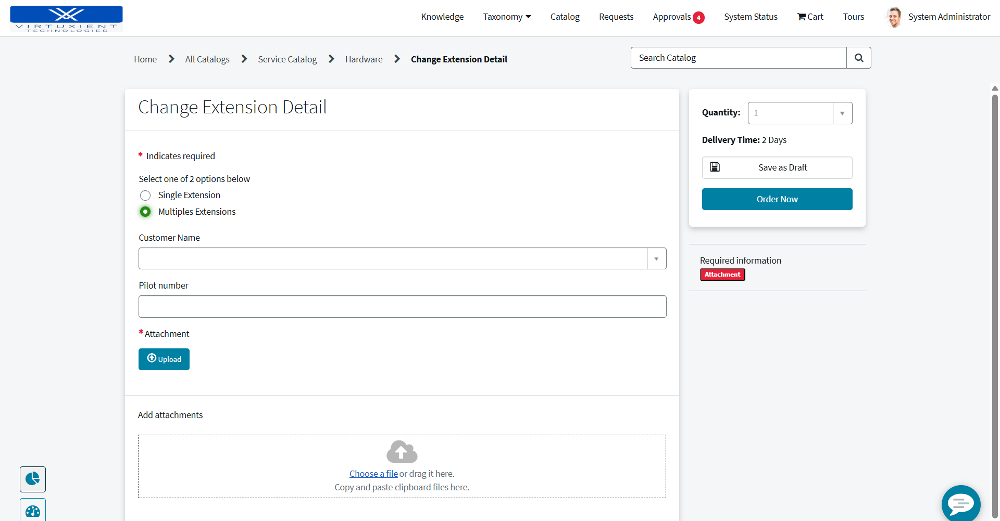 VIRTUXIENT
TECHNOLOGIES
Knowledge
Taxonomy
Catalog
Requests
Approvals 4
System Status
Cart
Tours
System Administrator
Home
All Catalogs
Service Catalog
Hardware
Change Extension Detail
Search Catalog
Change Extension Detail
* Indicates required
Select one of 2 options below
Single Extension
Multiples Extensions
Customer Name
Pilot number
* Attachment
Upload
Add attachments
Choose a file or drag it here.
Copy and paste clipboard files here.
Quantity: 1
Delivery Time: 2 Days
Save as Draft
Order Now
Required information
Attachment